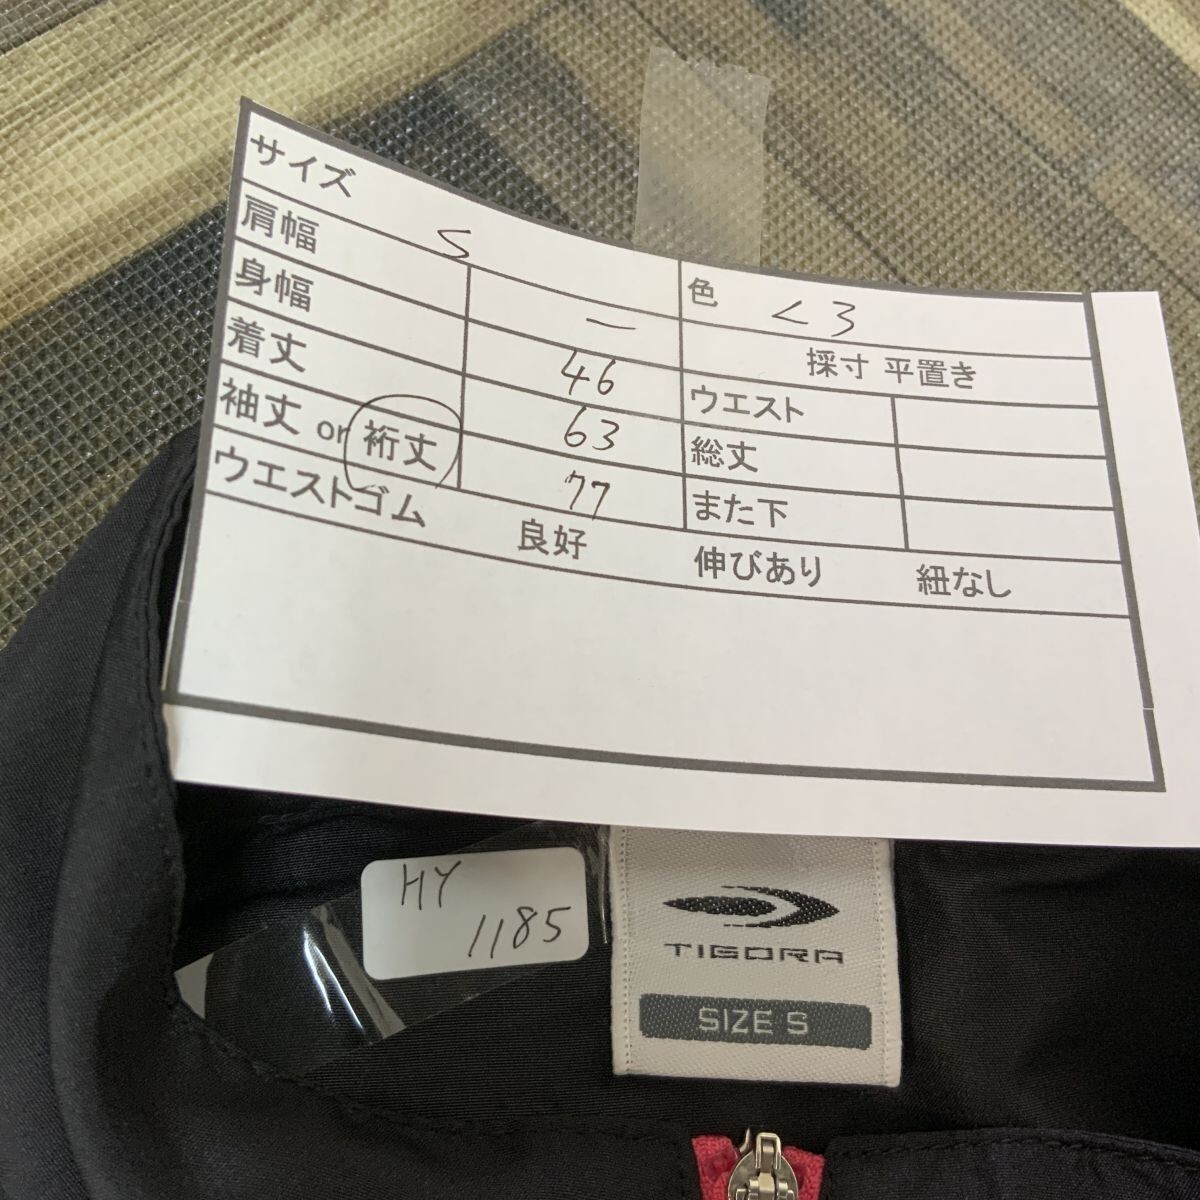 サイズ S 色 くろ
肩幅 ー 採寸 平置き
身幅 46 ウエスト
着丈 63 総丈
袖丈 or 裄丈 77 また下
ウエストゴム 良好 伸びあり 紐なし
HY
1185
TIGORA
SIZE S